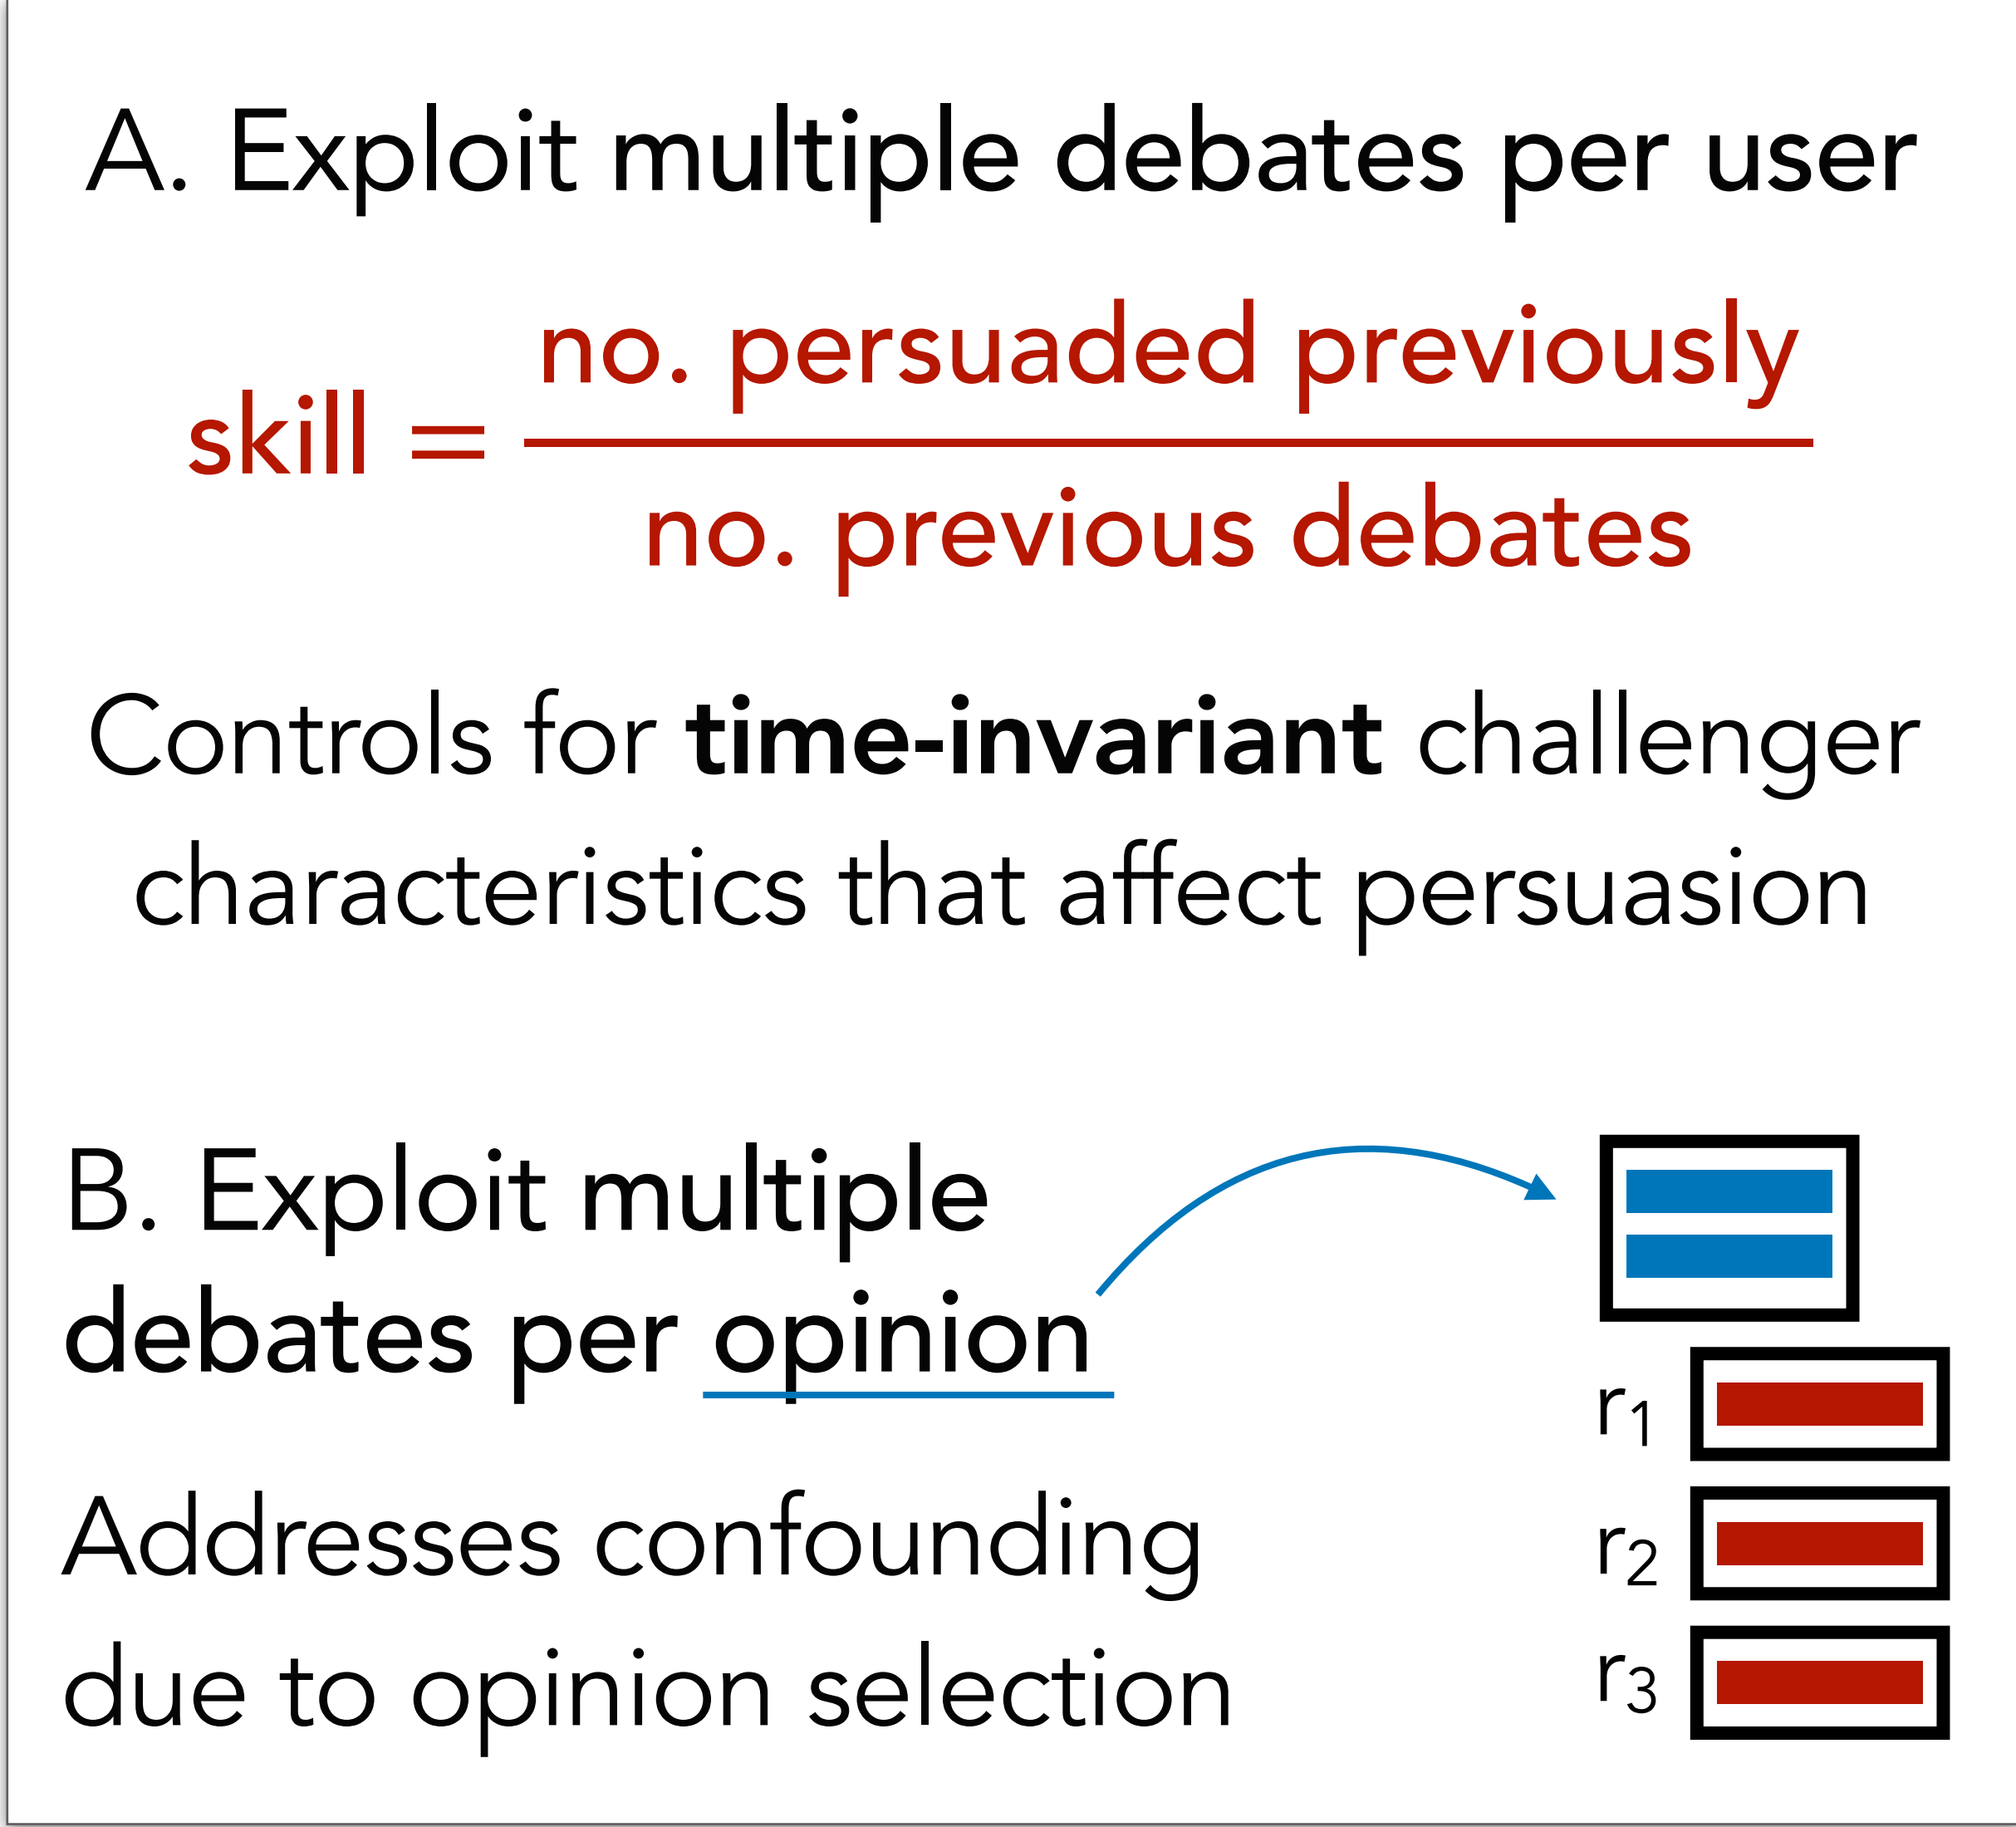 A. Exploit multiple debates per user
no. persuaded previously
skill =
no. previous debates
Controls for time-invariant challenger
characteristics that affect persuasion
B. Exploit multiple
debates per opinion
r1
r2
Addresses confounding
due to opinion selection
r3